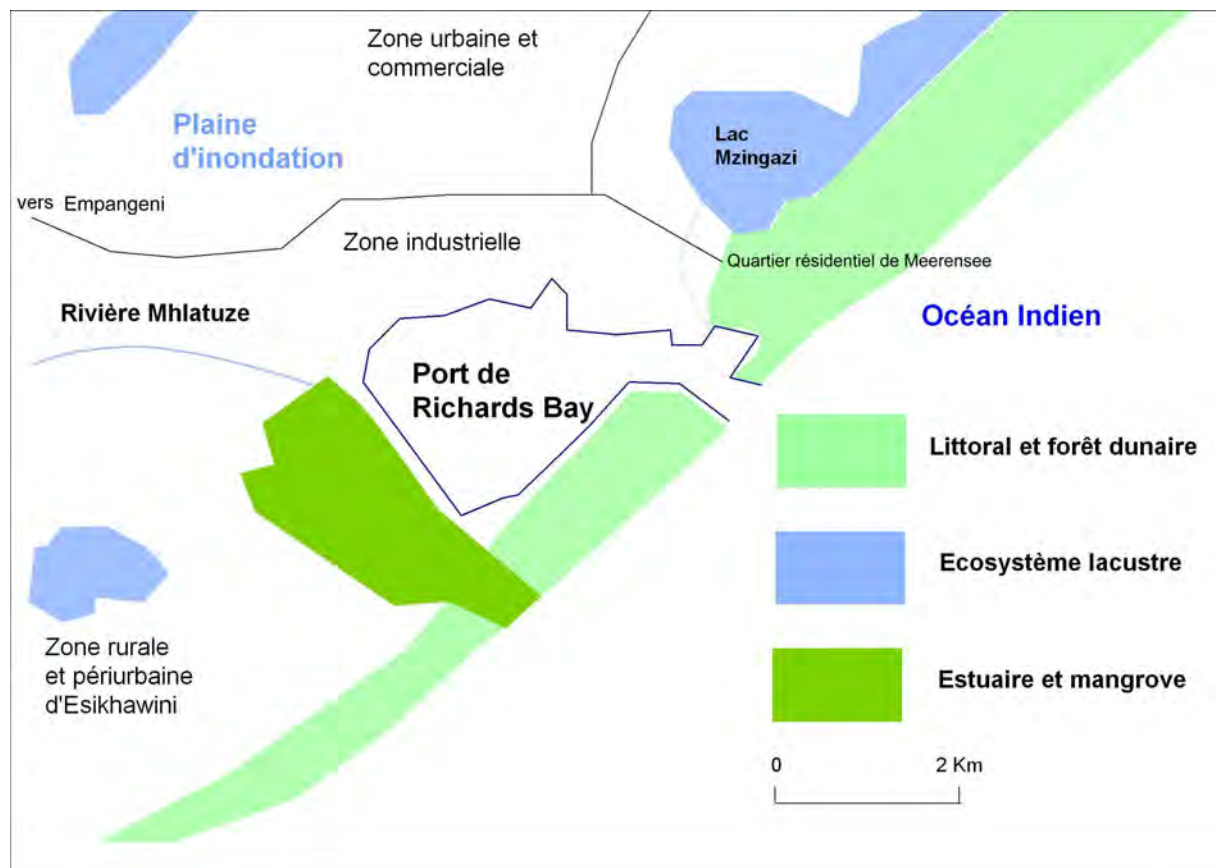 Zone urbaine et
commerciale
Plaine
d'inondation
Lac
Mzingazi
vers Empangeni
Zone industrielle
Quartier résidentiel de Meerensee
Rivière Mhlatuze
Océan Indien
Port de
Richards Bay
Littoral et forêt dunaire
Ecosystème lacustre
Zone rurale
et périurbaine
d'Esikhawini
Estuaire et mangrove
0 2 Km